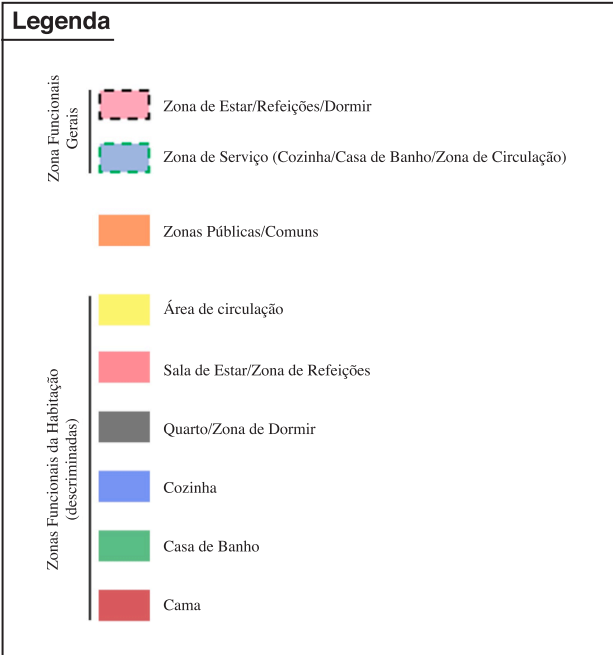 Legenda
Zona Funcionais
Gerais
Zona de Estar/Refeições/Dormir
Zona de Serviço (Cozinha/Casa de Banho/Zona de Circulação)
Zonas Públicas/Comuns
Zonas Funcionais da Habitação
(descriminadas)
Área de circulação
Sala de Estar/Zona de Refeições
Quarto/Zona de Dormir
Cozinha
Casa de Banho
Cama